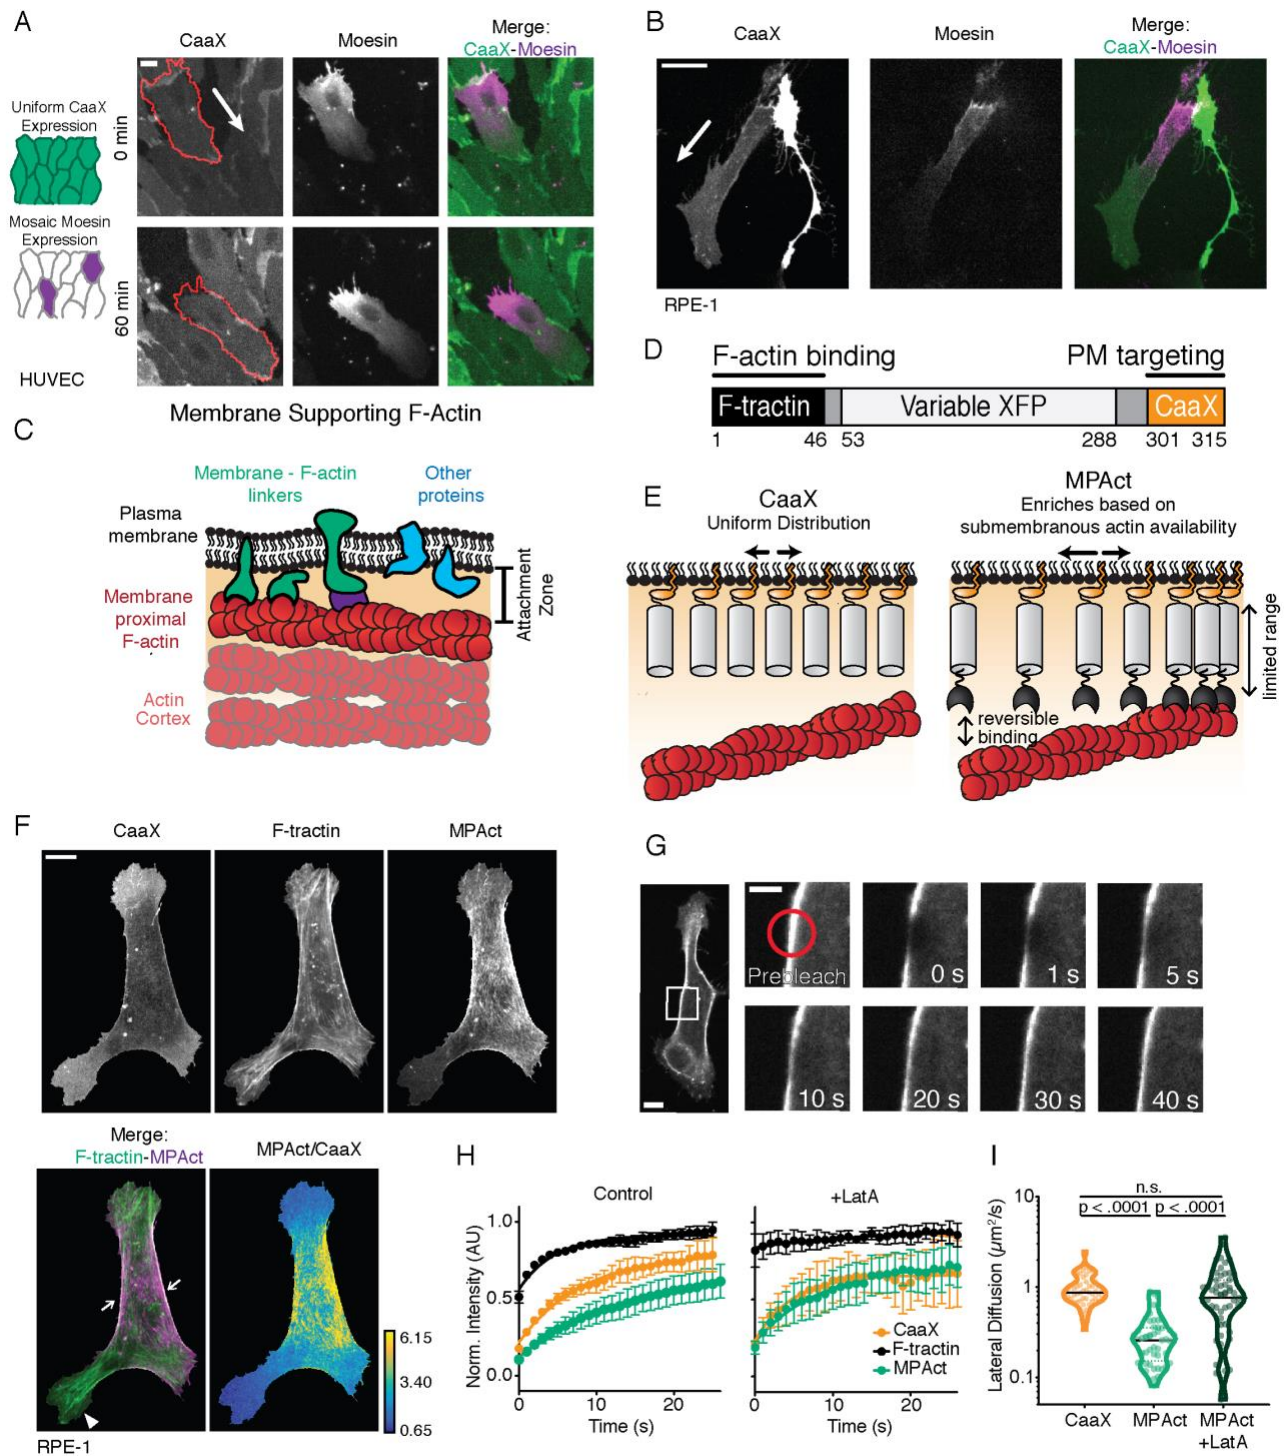 A
CaaX
Moesin
Merge:
CaaX-Moesin
Uniform CaaX
Expression
0 min
Mosaic Moesin
Expression
60 min
HUVEC
B
CaaX
Moesin
Merge:
CaaX-Moesin
RPE-1
Membrane Supporting F-Actin
C
Membrane - F-actin
linkers
Other
proteins
Plasma
membrane
Membrane
proximal
F-actin
Attachment
Zone
Actin
Cortex
D
F-actin binding
PM targeting
F-tractin
Variable XFP
CaaX
1 46 53 288 301 315
E
CaaX
Uniform Distribution
MPAct
Enriches based on
submembranous actin availability
limited range
reversible
binding
F
CaaX
F-tractin
MPAct
Merge:
F-tractin-MPAct
MPAct/CaaX
6.15
3.40
0.65
RPE-1
G
Prebleach
0 s
1 s
5 s
10 s
20 s
30 s
40 s
H
Control
+LatA
Norm. Intensity (AU)
1.0
0.5
0.0
0 10 20
Time (s)
0 10 20
Time (s)
CaaX
F-tractin
MPAct
I
n.s.
p < .0001 p < .0001
Lateral Diffusion (µm²/s)
10
1
0.1
CaaX
MPAct
MPAct
+LatA